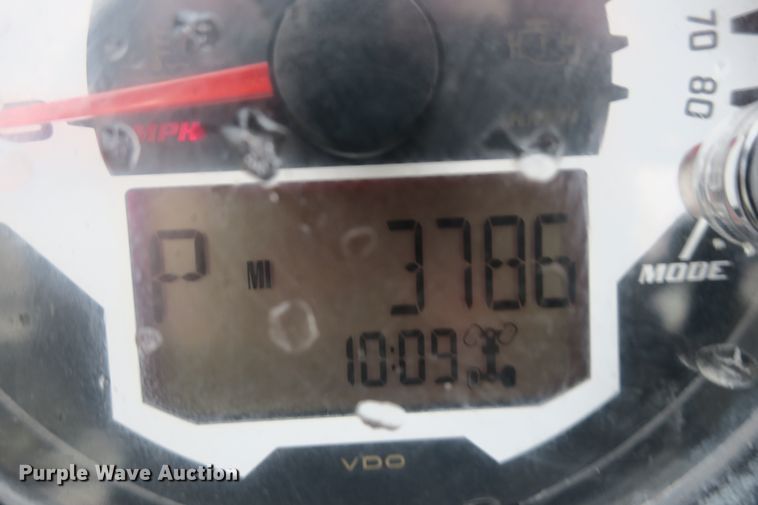 70
80
MPH
P MI 3786
10:09
MODE
VDO
Purple Wave Auction